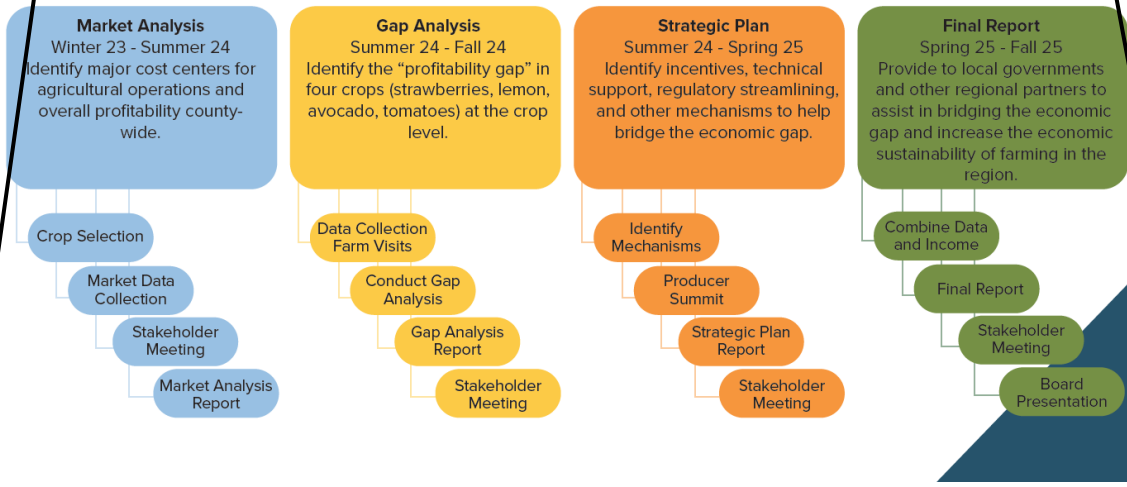 Market Analysis
Winter 23 - Summer 24
Identify major cost centers for
agricultural operations and
overall profitability county-
wide.
Crop Selection
Market Data
Collection
Stakeholder
Meeting
Market Analysis
Report
Gap Analysis
Summer 24 - Fall 24
Identify the “profitability gap” in
four crops (strawberries, lemon,
avocado, tomatoes) at the crop
level.
Data Collection
Farm Visits
Conduct Gap
Analysis
Gap Analysis
Report
Stakeholder
Meeting
Strategic Plan
Summer 24 - Spring 25
Identify incentives, technical
support, regulatory streamlining,
and other mechanisms to help
bridge the economic gap.
Identify
Mechanisms
Producer
Summit
Strategic Plan
Report
Stakeholder
Meeting
Final Report
Spring 25 - Fall 25
Provide to local governments
and other regional partners to
assist in bridging the economic
gap and increase the economic
sustainability of farming in the
region.
Combine Data
and Income
Final Report
Stakeholder
Meeting
Board
Presentation